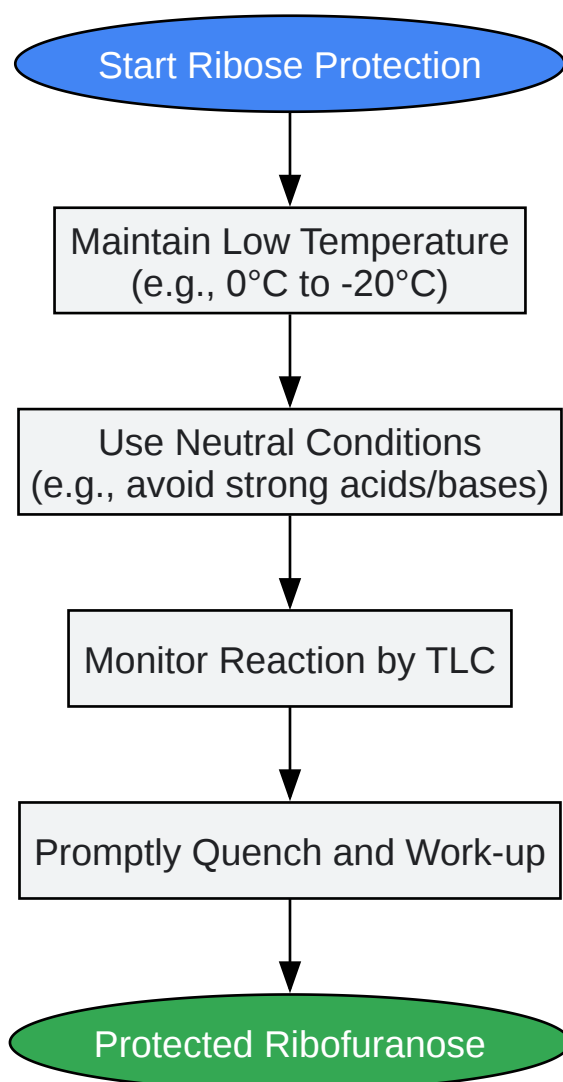 Start Ribose Protection
Maintain Low Temperature
(e.g., 0°C to -20°C)
Use Neutral Conditions
(e.g., avoid strong acids/bases)
Monitor Reaction by TLC
Promptly Quench and Work-up
Protected Ribofuranose